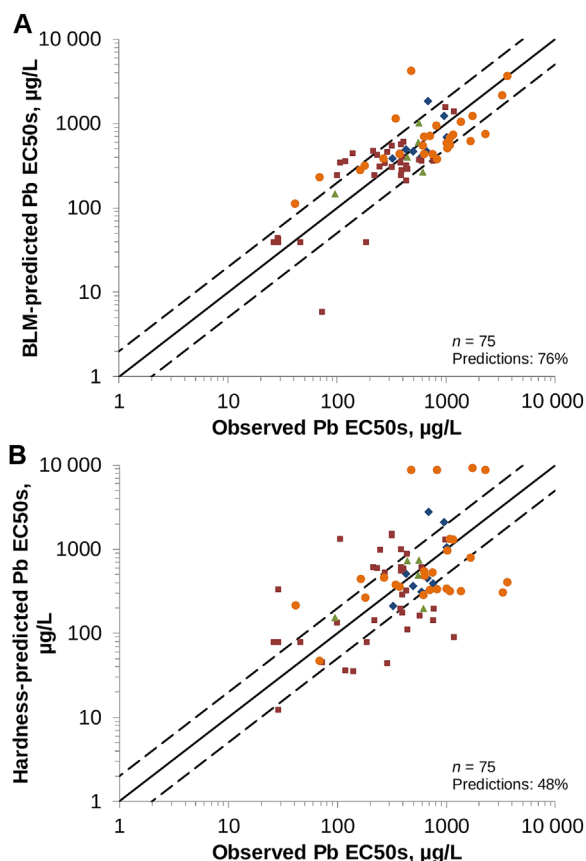 A
10 000
1000
100
10
1
BLM-predicted Pb EC50s, µg/L
n = 75
Predictions: 76%
1
10
100
1000
10 000
Observed Pb EC50s, µg/L
B
10 000
1000
100
10
1
Hardness-predicted Pb EC50s,
µg/L
n = 75
Predictions: 48%
1
10
100
1000
10 000
Observed Pb EC50s, µg/L